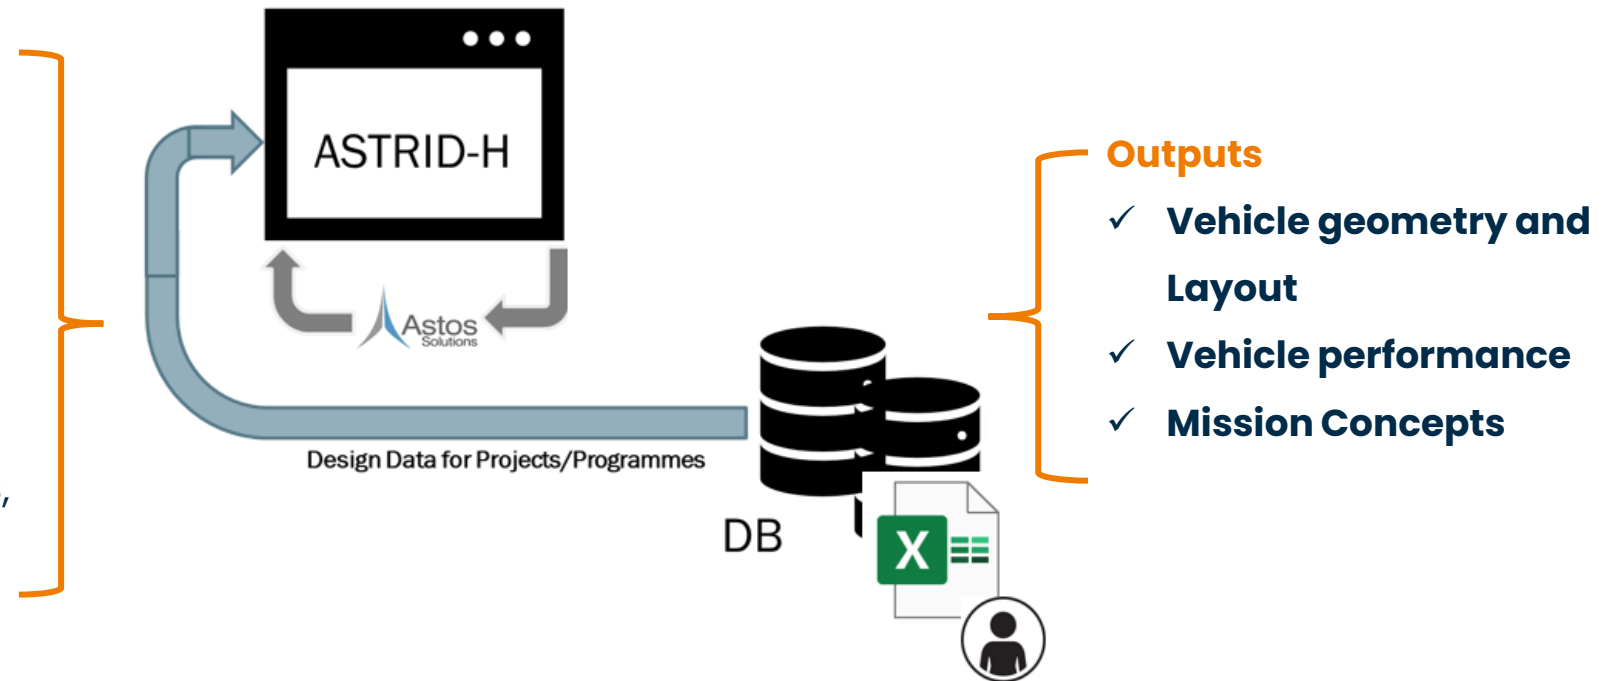 ASTRID-H
Astos
Solutions
Design Data for Projects/Programmes
DB
X
,
Outputs
✓ Vehicle geometry and
Layout
✓ Vehicle performance
✓ Mission Concepts